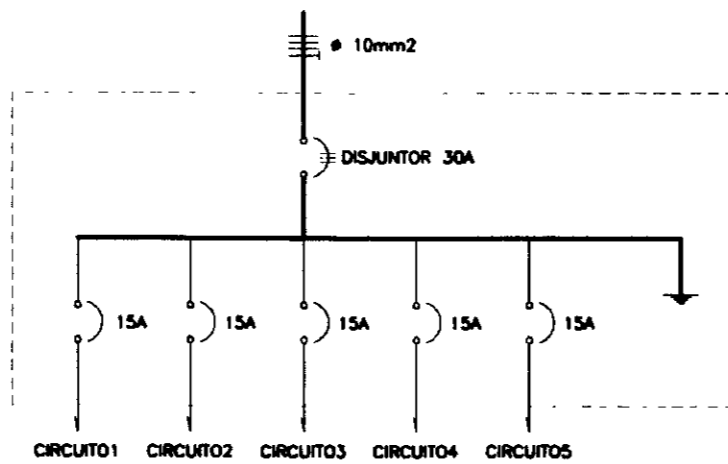 ø 10mm2
DISJUNTOR 30A
15A 15A 15A 15A 15A
CIRCUITO1 CIRCUITO2 CIRCUITO3 CIRCUITO4 CIRCUITO5